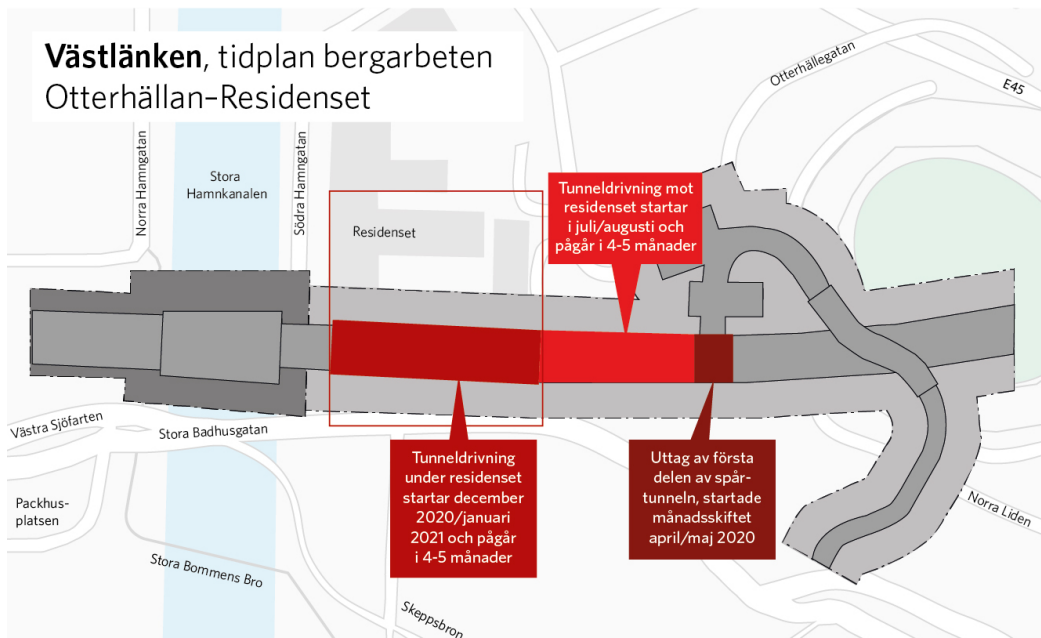 Västlänken, tidplan bergarbeten
Otterhällan–Residenset
Otterhällegatan
E45
Norra Hamngatan
Stora
Hamnkanalen
Södra Hamngatan
Residenset
Tunneldrivning mot
residenset startar
i juli/augusti och
pågår i 4-5 månader
Västra Sjöfarten
Stora Badhusgatan
Packhus-
platsen
Stora Bommens Bro
Skeppsbron
Norra Liden
Tunneldrivning
under residenset
startar december
2020/januari
2021 och pågår
i 4-5 månader
Uttag av första
delen av spår-
tunneln, startade
månadsskiftet
april/maj 2020